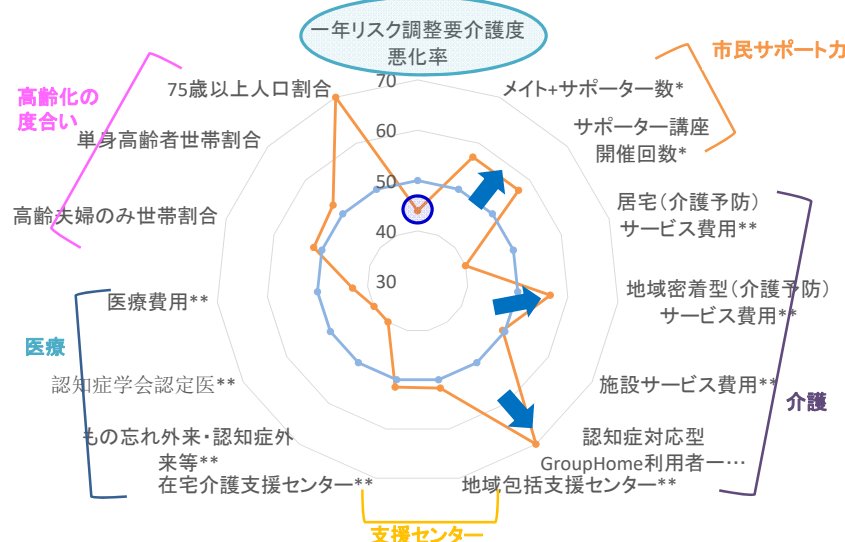 一年リスク調整要介護度
悪化率
市民サポート力
70
75歳以上人口割合
メイト+サポーター数*
高齢化の
度合い
60
サポーター講座
開催回数*
単身高齢者世帯割合
50
居宅(介護予防)
サービス費用**
高齢夫婦のみ世帯割合
40
30
地域密着型(介護予防)
サービス費用**
医療費用**
医療
認知症学会認定医**
施設サービス費用**
介護
もの忘れ外来・認知症外
来等**
認知症対応型
GroupHome利用者一…
在宅介護支援センター**
地域包括支援センター**
支援センター